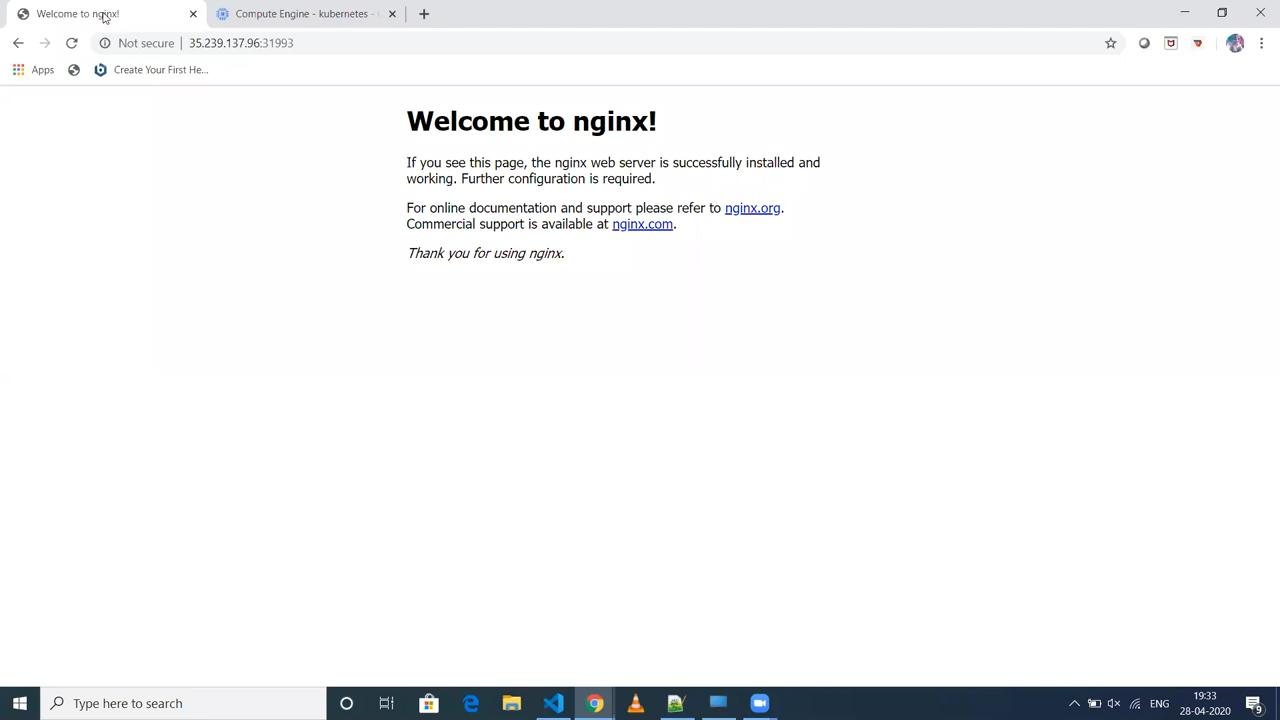 Welcome to nginx!
Compute Engine - kubernetes -
Not secure
35.239.137.96:31993
Apps
Create Your First He...
Welcome to nginx!
If you see this page, the nginx web server is successfully installed and
working. Further configuration is required.
For online documentation and support please refer to nginx.org.
Commercial support is available at nginx.com.
Thank you for using nginx.
Type here to search
ENG
19:33
28-04-2020
9